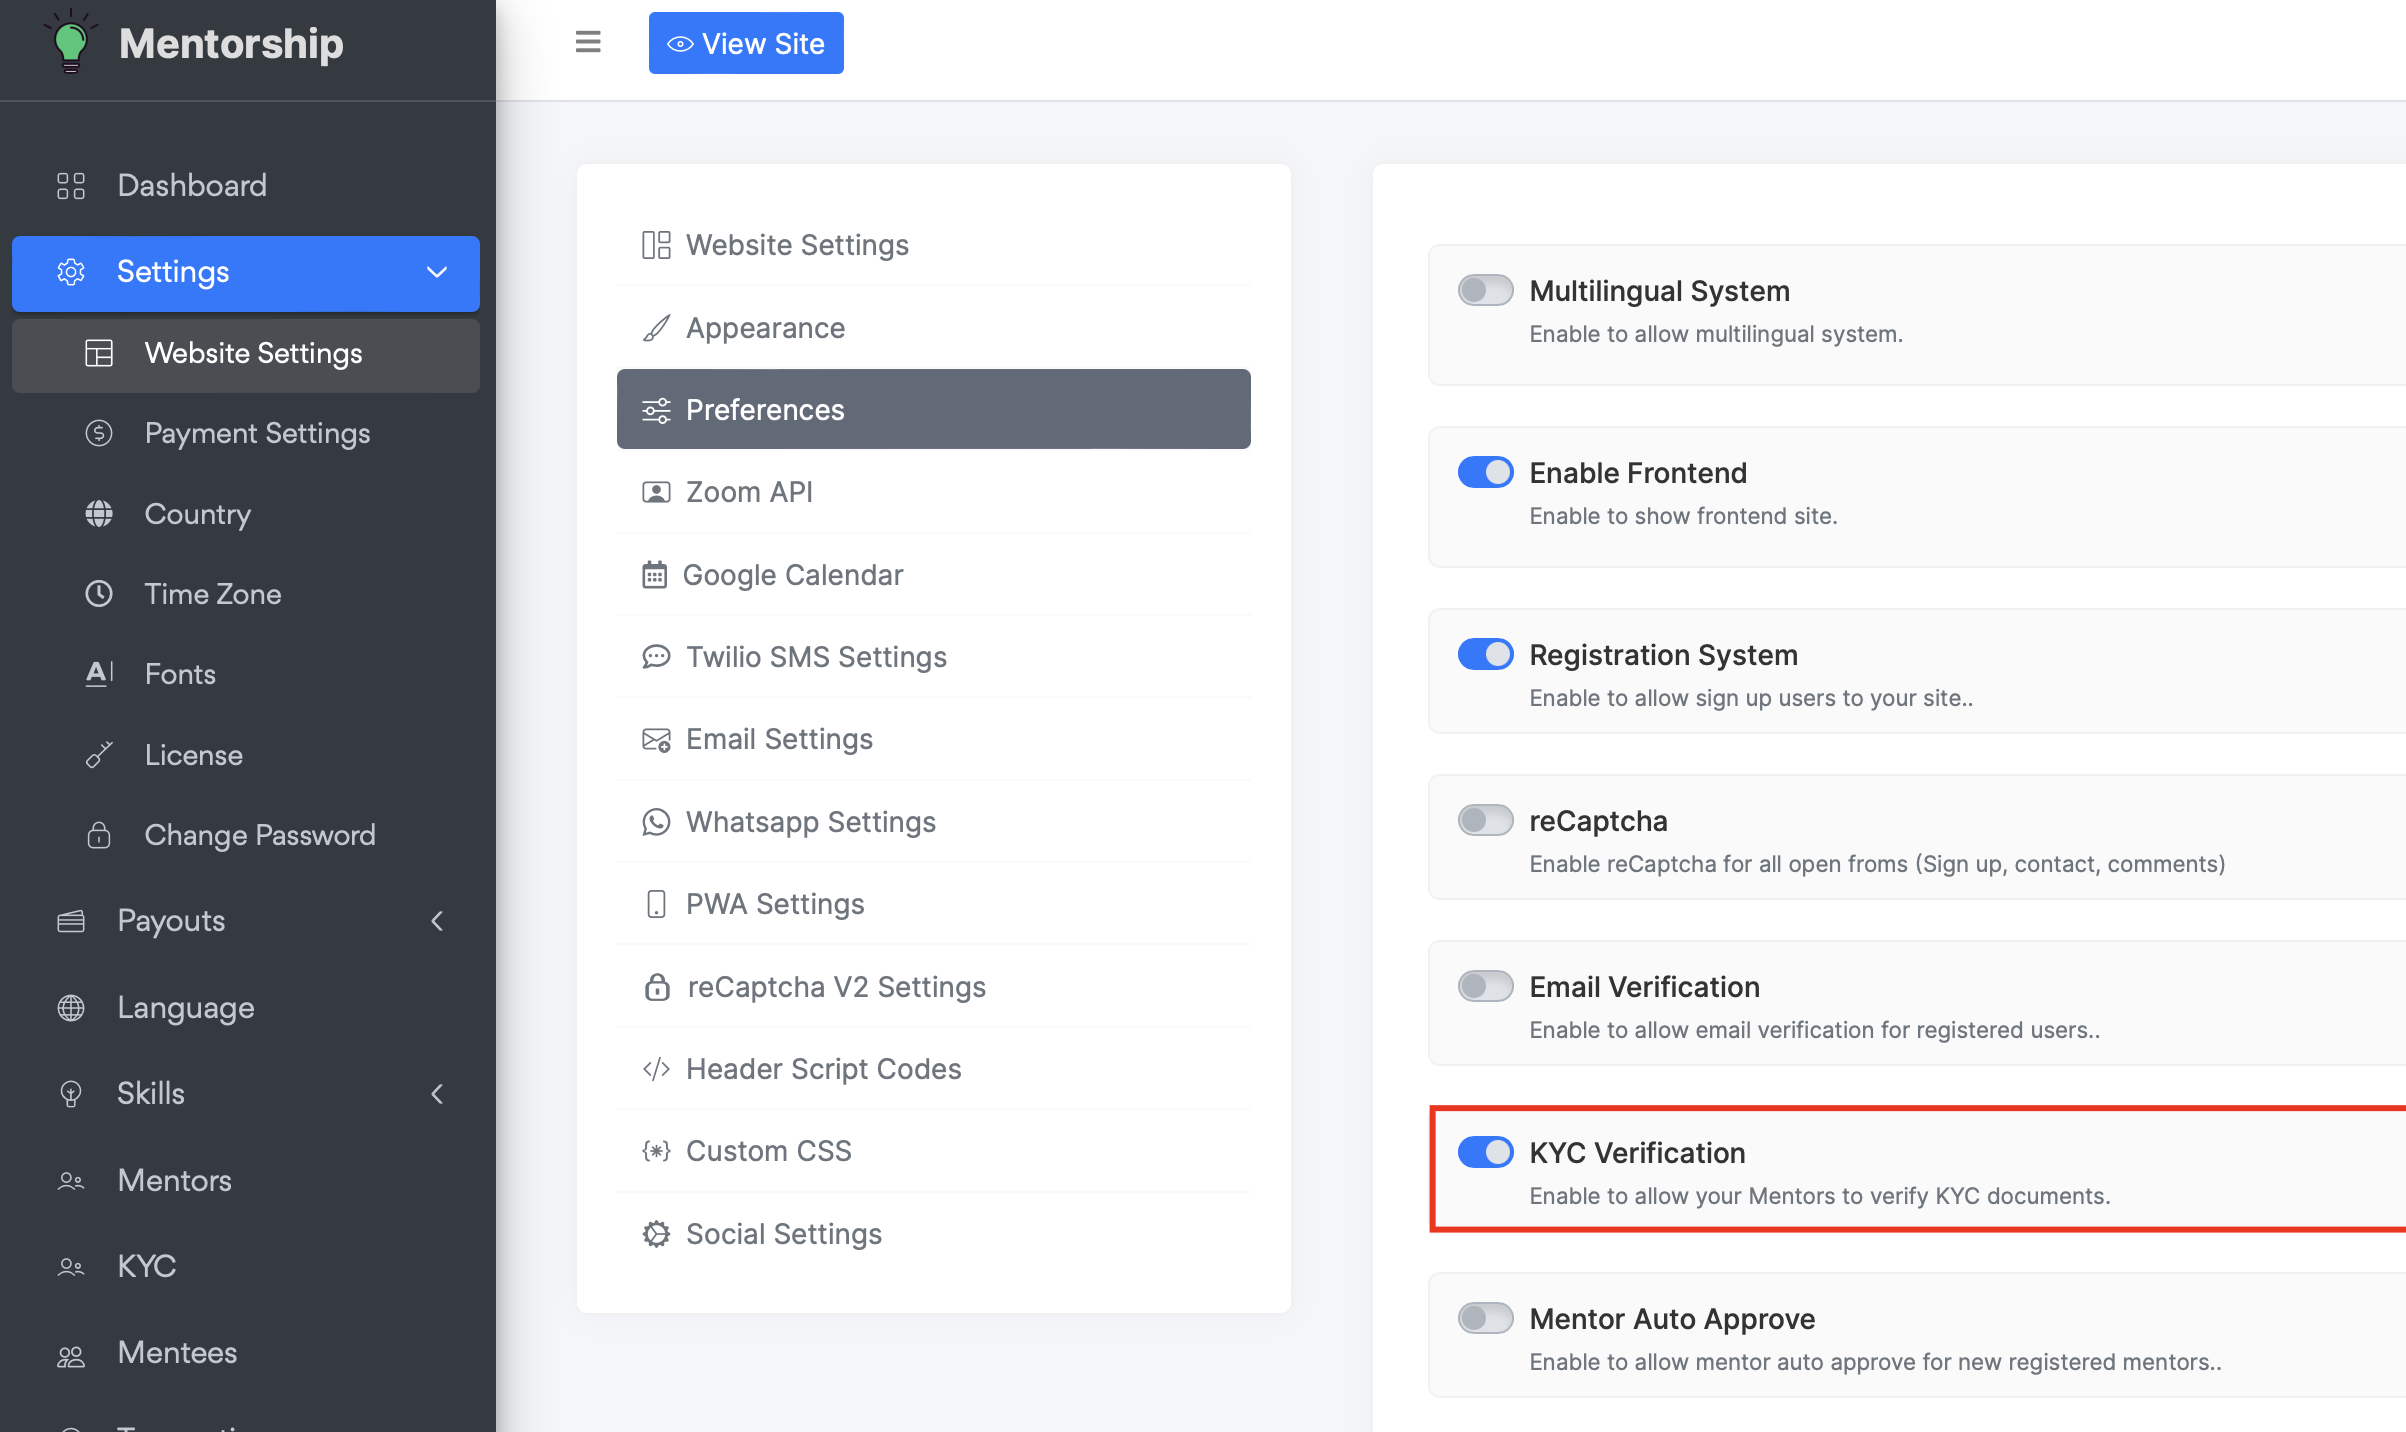 Mentorship
View Site
Dashboard
Settings
Website Settings
Payment Settings
Country
Time Zone
Fonts
License
Change Password
Payouts
Language
Skills
Mentors
KYC
Mentees
Website Settings
Appearance
Preferences
Zoom API
Google Calendar
Twilio SMS Settings
Email Settings
Whatsapp Settings
PWA Settings
reCaptcha V2 Settings
Header Script Codes
Custom CSS
Social Settings
Multilingual System
Enable to allow multilingual system.
Enable Frontend
Enable to show frontend site.
Registration System
Enable to allow sign up users to your site..
reCaptcha
Enable reCaptcha for all open froms (Sign up, contact, comments)
Email Verification
Enable to allow email verification for registered users..
KYC Verification
Enable to allow your Mentors to verify KYC documents.
Mentor Auto Approve
Enable to allow mentor auto approve for new registered mentors..